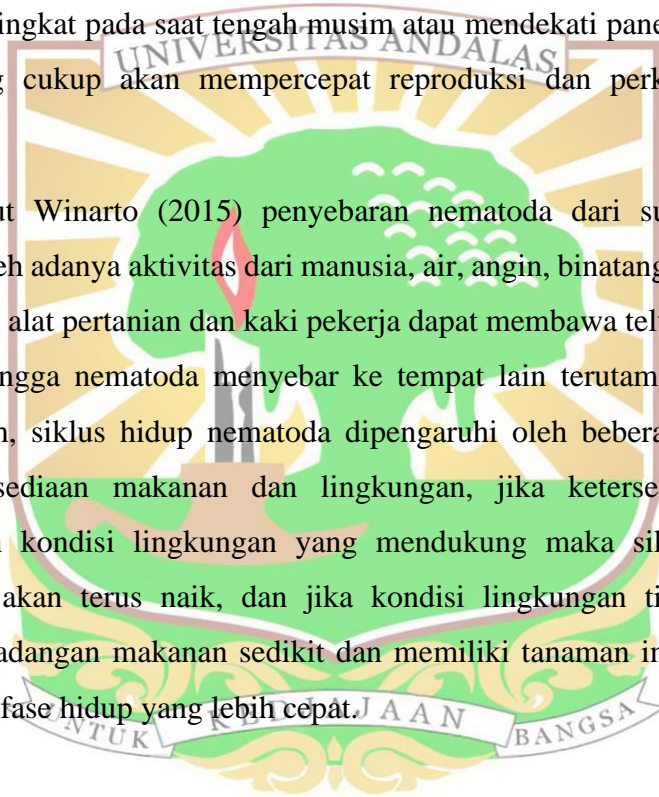 ingkat pada saat tengah musim atau mendekati pane
UNIVERSITAS ANDALAS
cukup akan mempercepat reproduksi dan perk
ut Winarto (2015) penyebaran nematoda dari su
eh adanya aktivitas dari manusia, air, angin, binatang
alat pertanian dan kaki pekerja dapat membawa telu
ngga nematoda menyebar ke tempat lain terutam
n, siklus hidup nematoda dipengaruhi oleh bebera
sediaan makanan dan lingkungan, jika keterse
kondisi lingkungan yang mendukung maka sil
akan terus naik, dan jika kondisi lingkungan ti
adangan makanan sedikit dan memiliki tanaman in
fase hidup yang lebih cepat.
UNTUK KEDJAJAAN BANGSA